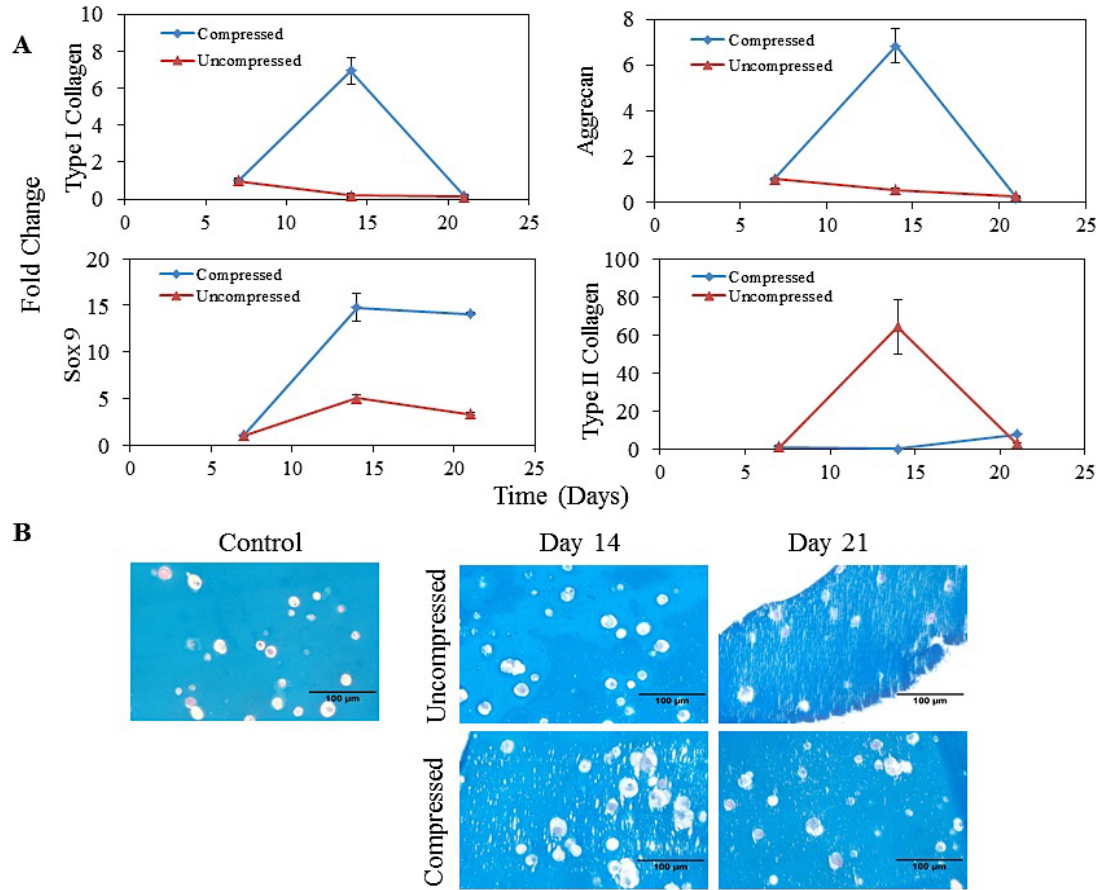 A
Fold Change
Type I Collagen
10
8
6
4
2
0
0 5 10 15 20 25
Compressed
Uncompressed
Aggrecan
8
6
4
2
0
0 5 10 15 20 25
Compressed
Uncompressed
Sox 9
20
15
10
5
0
0 5 10 15 20 25
Compressed
Uncompressed
Type II Collagen
100
80
60
40
20
0
0 5 10 15 20 25
Compressed
Uncompressed
Time (Days)
B
Control
Day 14
Day 21
Uncompressed
100 µm
100 µm
100 µm
Compressed
100 µm
100 µm